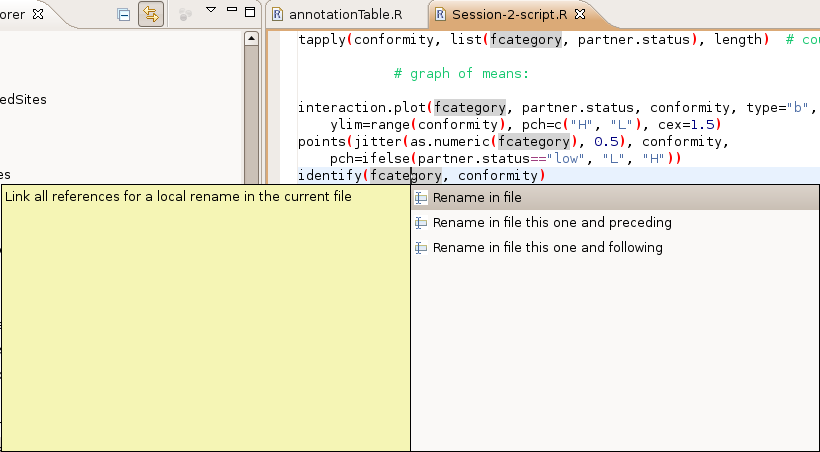 orer
annotationTable.R
Session-2-script.R
tapply(conformity, list(fcategory, partner.status), length)  # cou
# graph of means:
edSites
interaction.plot(fcategory, partner.status, conformity, type="b",
ylim=range(conformity), pch=c("H", "L"), cex=1.5)
points(jitter(as.numeric(fcategory), 0.5), conformity,
pch=ifelse(partner.status=="low", "L", "H"))
es
identify(fcategory, conformity)
Link all references for a local rename in the current file
Rename in file
Rename in file this one and preceding
Rename in file this one and following